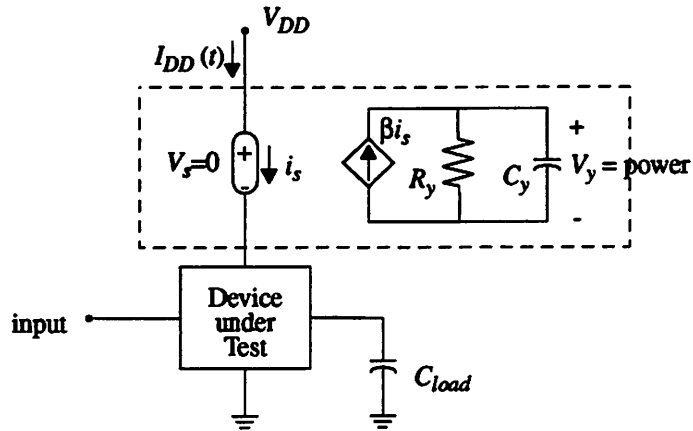 V_DD
I_DD (t)
V_s=0
+
-
i_s
βi_s
R_y
C_y
+
V_y = power
-
input
Device
under
Test
C_load